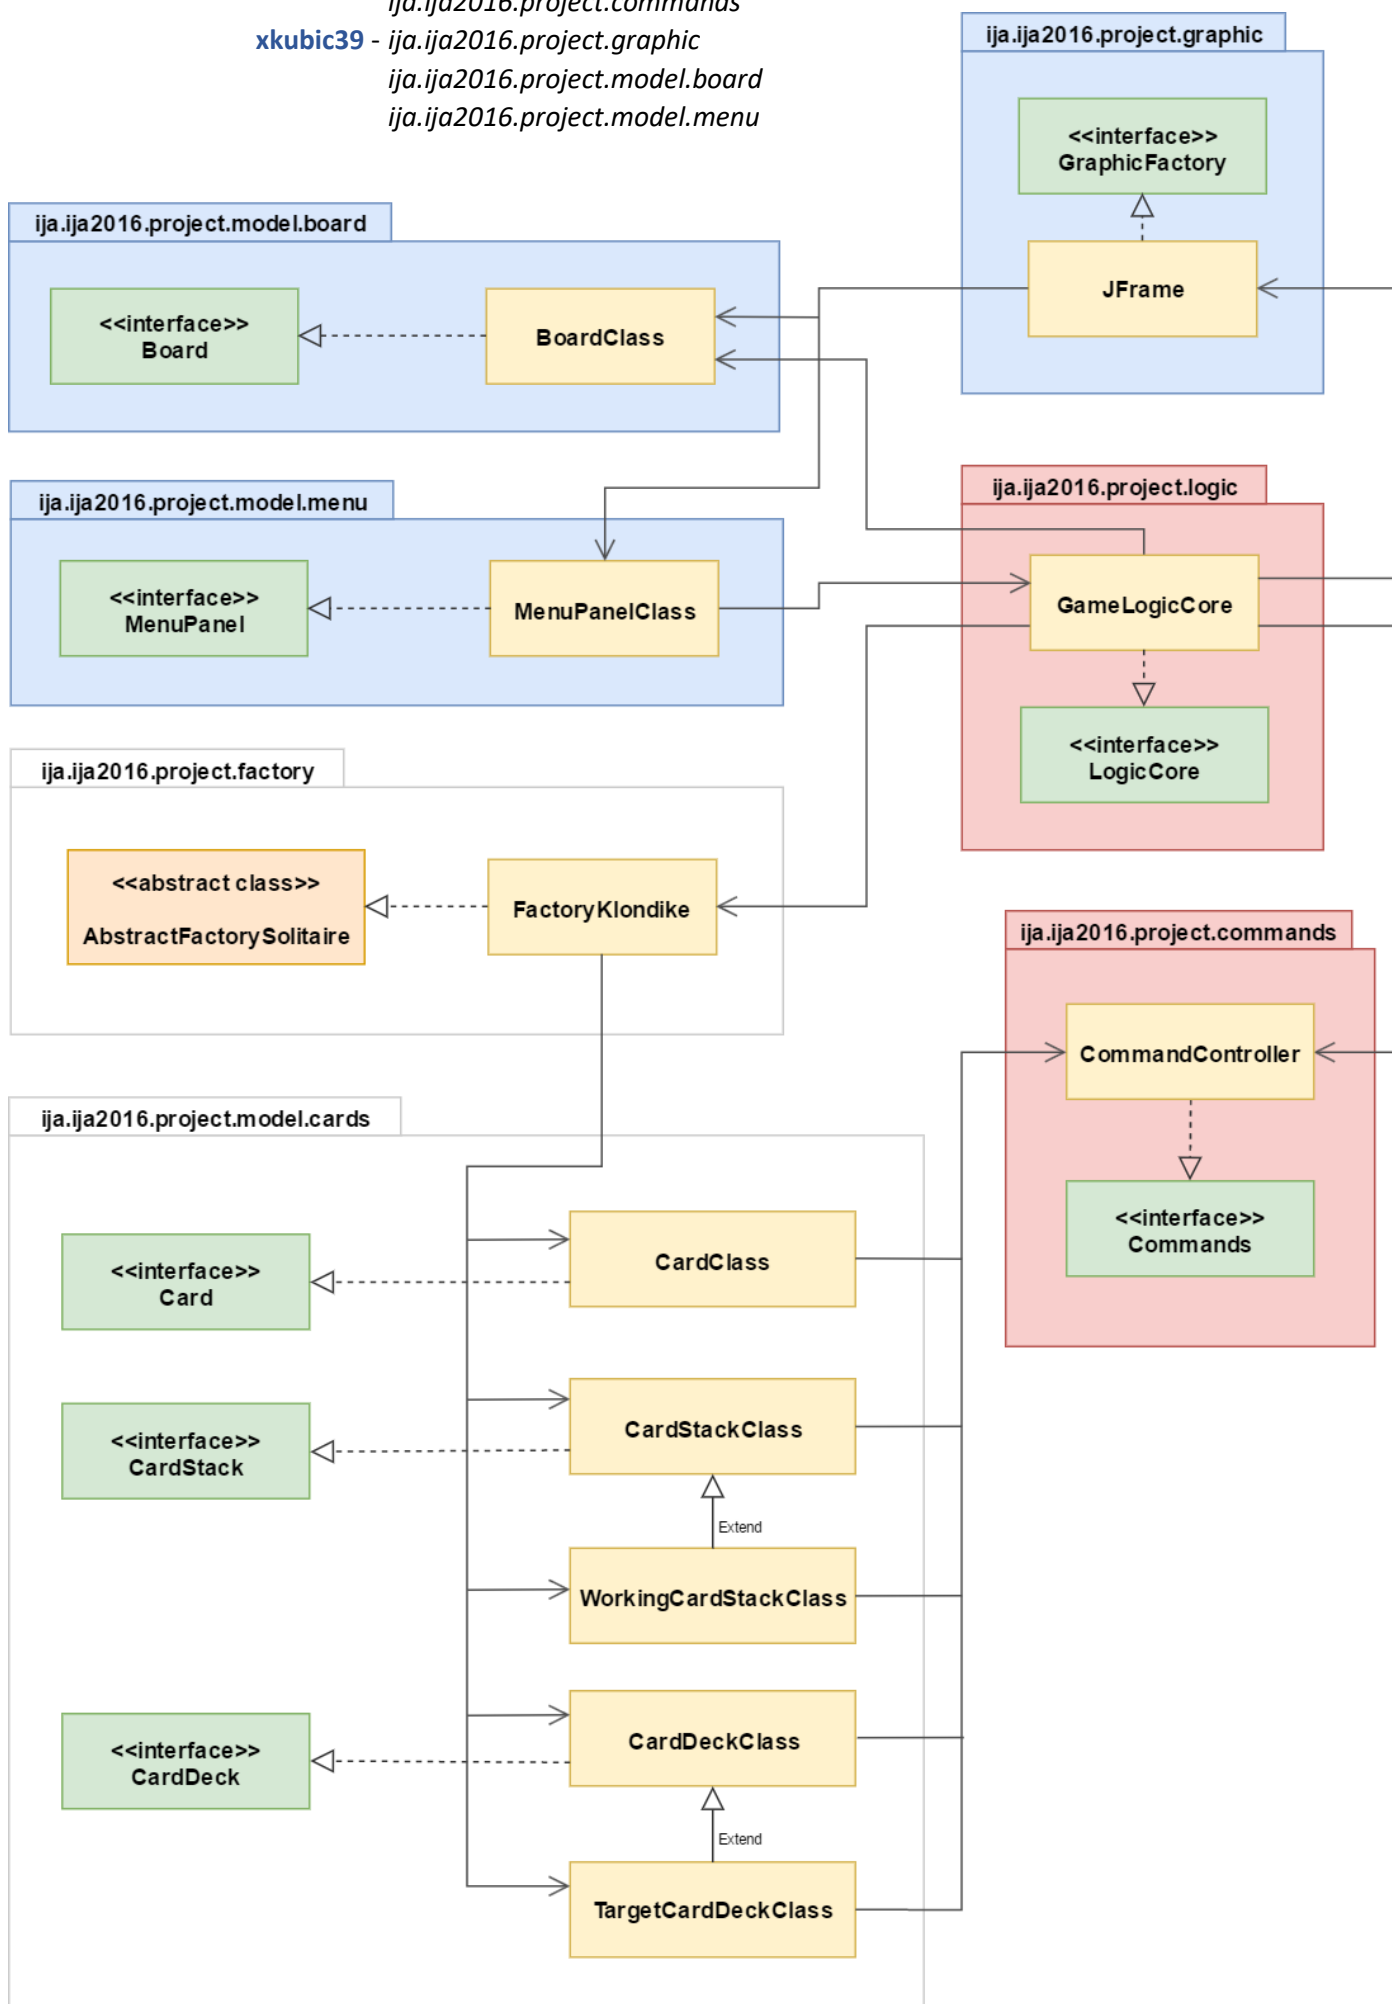 ija.ija2016.project.commands
xkubic39 - ija.ija2016.project.graphic
ija.ija2016.project.model.board
ija.ija2016.project.model.menu
ija.ija2016.project.graphic
<<interface>>
GraphicFactory
JFrame
ija.ija2016.project.model.board
<<interface>>
Board
BoardClass
ija.ija2016.project.model.menu
<<interface>>
MenuPanel
MenuPanelClass
ija.ija2016.project.logic
GameLogicCore
<<interface>>
LogicCore
ija.ija2016.project.factory
<<abstract class>>
AbstractFactorySolitaire
FactoryKlondike
ija.ija2016.project.commands
CommandController
<<interface>>
Commands
ija.ija2016.project.model.cards
<<interface>>
Card
CardClass
<<interface>>
CardStack
CardStackClass
Extend
WorkingCardStackClass
<<interface>>
CardDeck
CardDeckClass
Extend
TargetCardDeckClass